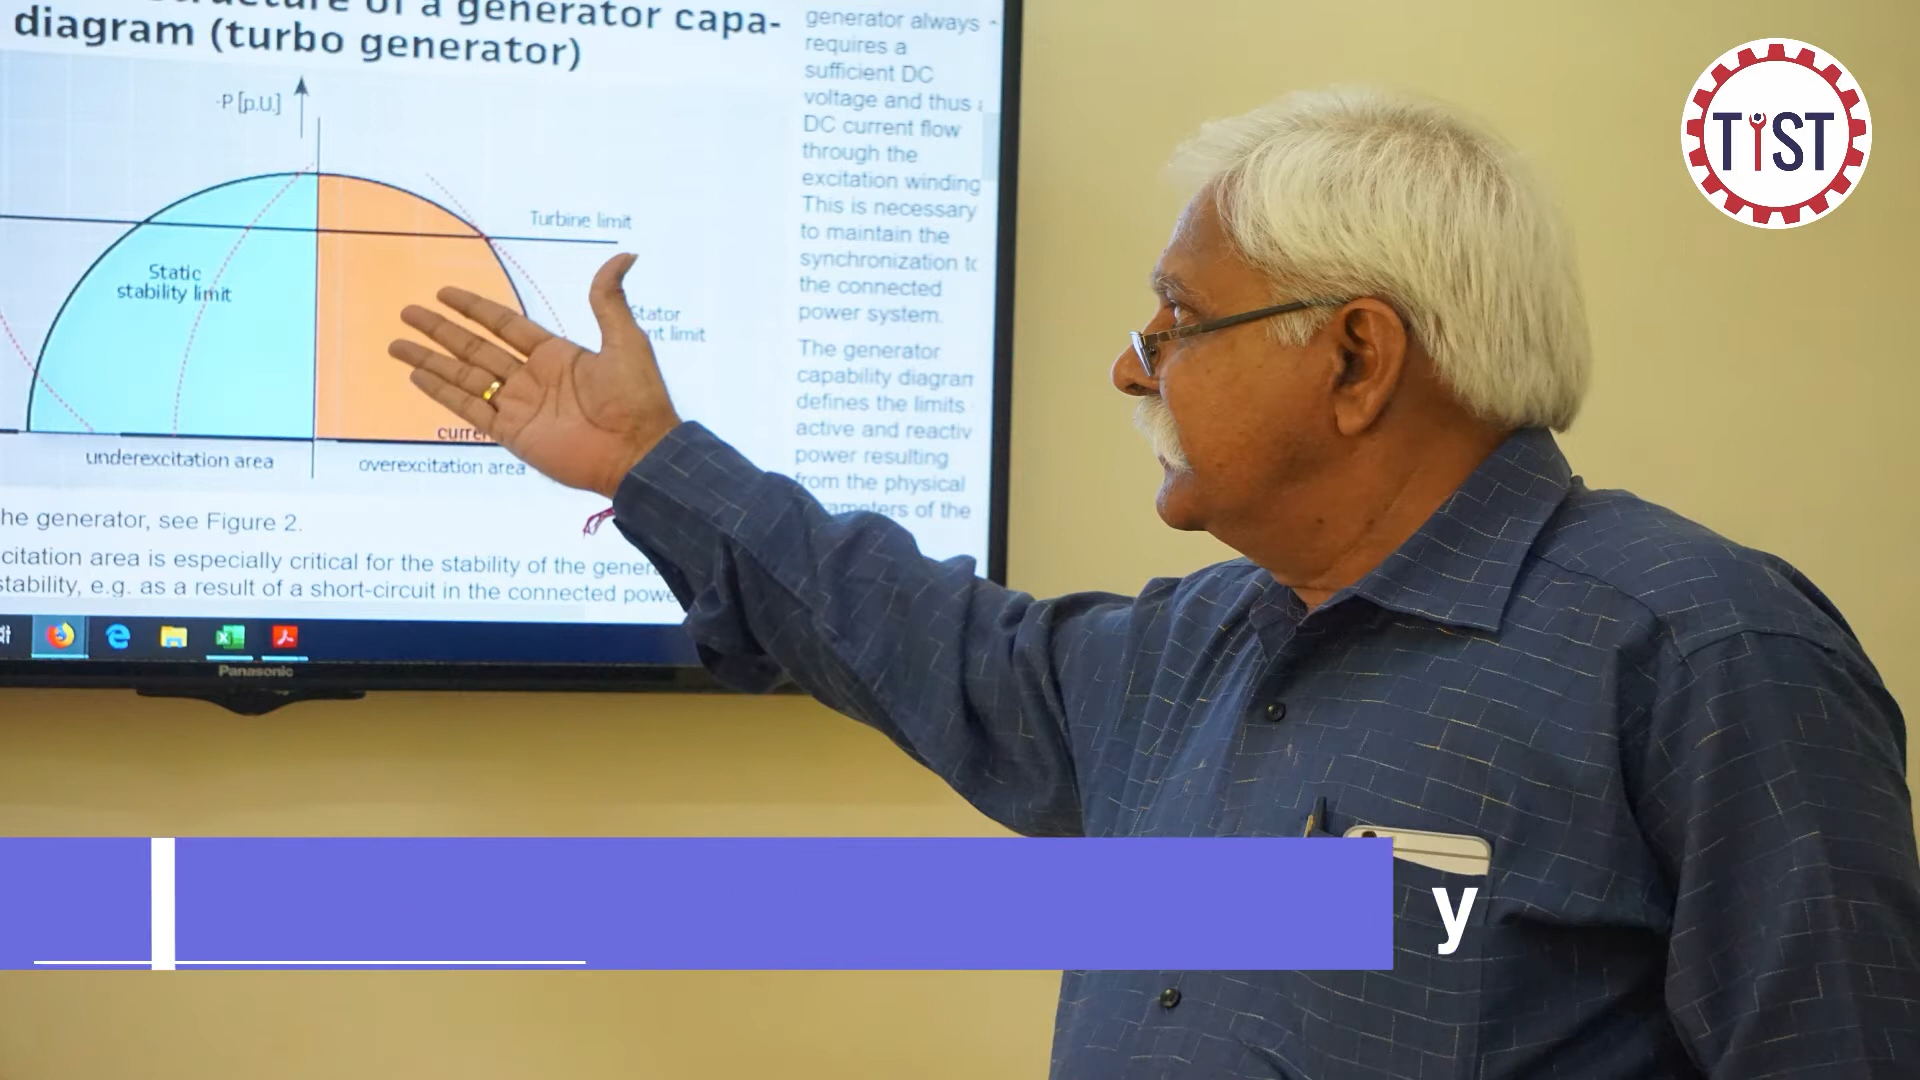 of a generator capa-
diagram (turbo generator)
-P [p.U.]
Turbine limit
Static
stability limit
Stator
limit
underexcitation area
overexcitation area
he generator, see Figure 2.
citation area is especially critical for the stability of the gener
stability, e.g. as a result of a short-circuit in the connected powe
generator always
requires a
sufficient DC
voltage and thus
DC current flow
through the
excitation winding
This is necessary
to maintain the
synchronization to
the connected
power system.
The generator
capability diagram
defines the limits
active and reactiv
power resulting
from the physical
of the
Panasonic
TiST
y